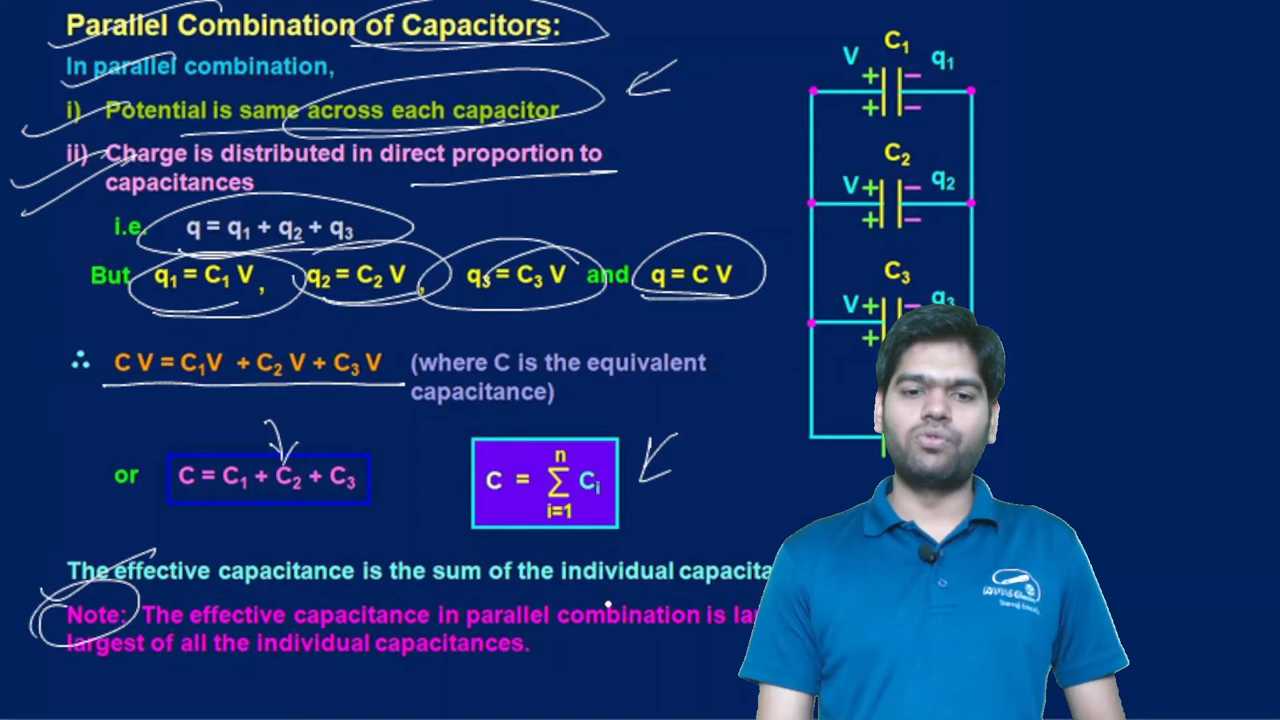 Parallel Combination of Capacitors:
In parallel combination,
i) Potential is same across each capacitor
ii) Charge is distributed in direct proportion to
capacitances
i.e. q = q1 + q2 + q3
But q1 = C1 V , q2 = C2 V , q3 = C3 V and q = C V
∴ C V = C1V + C2 V + C3 V (where C is the equivalent
capacitance)
or C = C1 + C2 + C3
C = n∑i=1 Ci
The effective capacitance is the sum of the individual
Note: The effective capacitance in parallel combination is
largest of all the individual capacitances.
C1
V + − q1
+ −
C2
V + − q2
+ −
C3
V + − q3
+